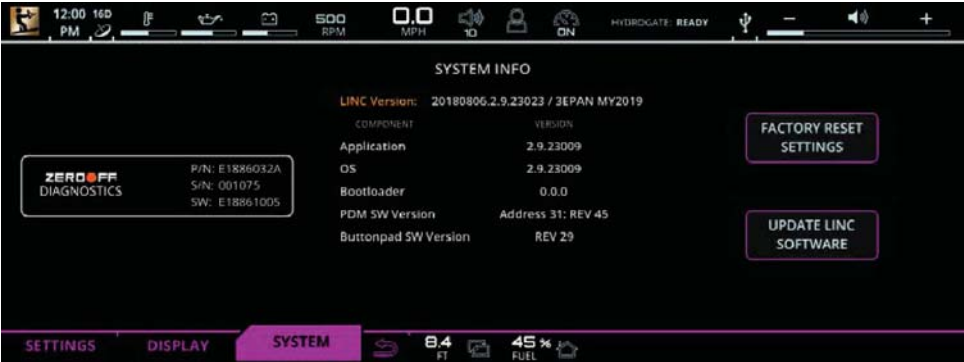 12:00 16D
PM
500
RPM
0.0
MPH
10
ON
HYDROGATE: READY
- +
SYSTEM INFO
LINC Version: 20180806.2.9.23023 / 3EPAN MY2019
COMPONENT VERSION
Application 2.9.23009
OS 2.9.23009
Bootloader 0.0.0
PDM SW Version Address 31: REV 45
Buttonpad SW Version REV 29
ZEROOFF
DIAGNOSTICS
P/N: E1886032A
S/N: 001075
SW: E18861005
FACTORY RESET
SETTINGS
UPDATE LINC
SOFTWARE
SETTINGS DISPLAY SYSTEM
8.4
FT
45 %
FUEL